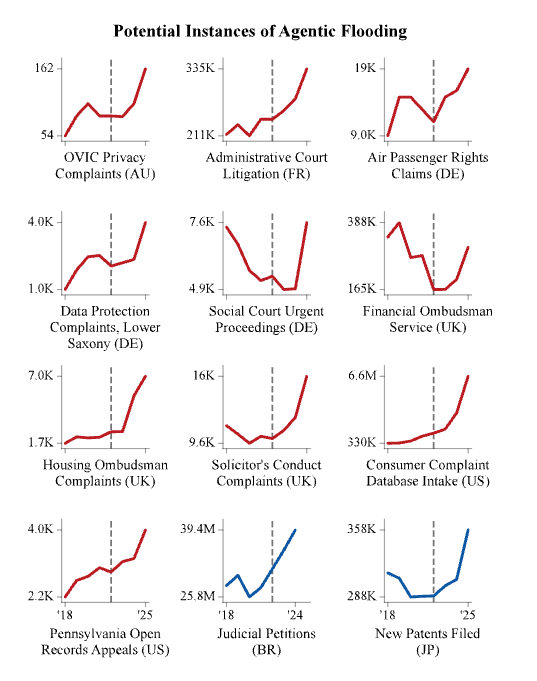 Potential Instances of Agentic Flooding
162
54
OVIC Privacy
Complaints (AU)
335K
211K
Administrative Court
Litigation (FR)
19K
9.0K
Air Passenger Rights
Claims (DE)
4.0K
1.0K
Data Protection
Complaints, Lower
Saxony (DE)
7.6K
4.9K
Social Court Urgent
Proceedings (DE)
388K
165K
Financial Ombudsman
Service (UK)
7.0K
1.7K
Housing Ombudsman
Complaints (UK)
16K
9.6K
Solicitor's Conduct
Complaints (UK)
6.6M
330K
Consumer Complaint
Database Intake (US)
4.0K
2.2K
'18 '25
Pennsylvania Open
Records Appeals (US)
39.4M
25.8M
'18 '24
Judicial Petitions
(BR)
358K
288K
'18 '25
New Patents Filed
(JP)